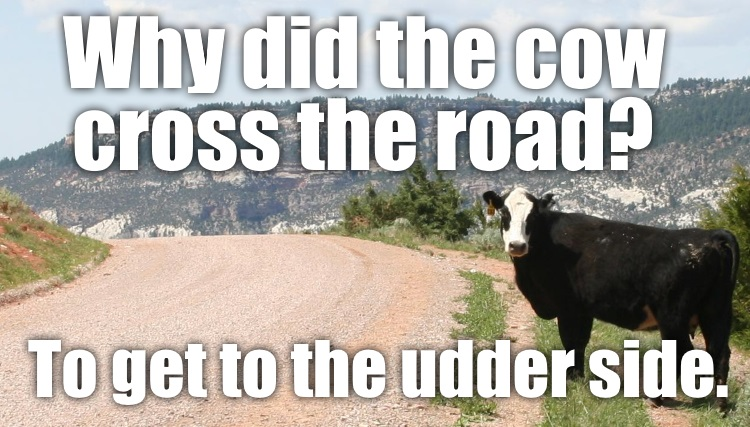 Why did the cow
cross the road?
To get to the udder side.